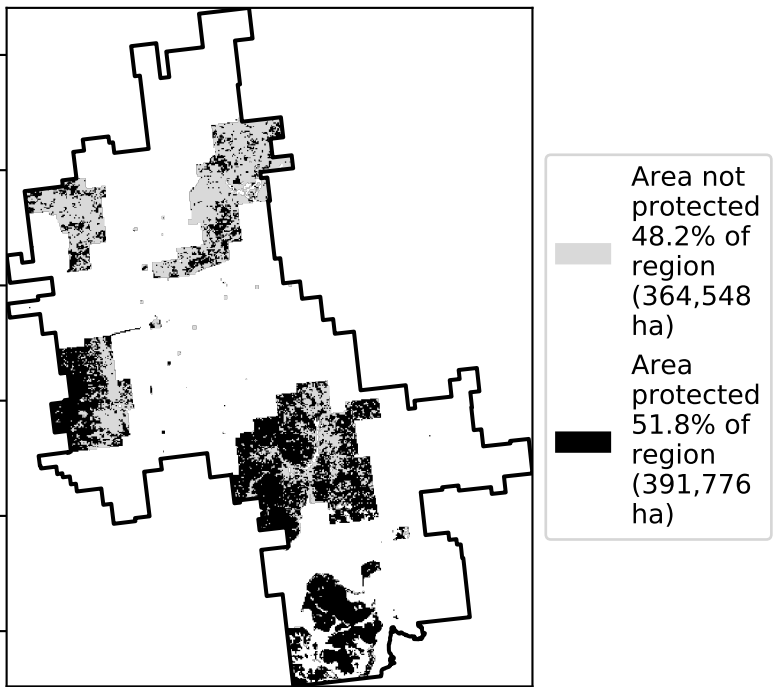 Area not
protected
48.2% of
region
(364,548
ha)
Area
protected
51.8% of
region
(391,776
ha)